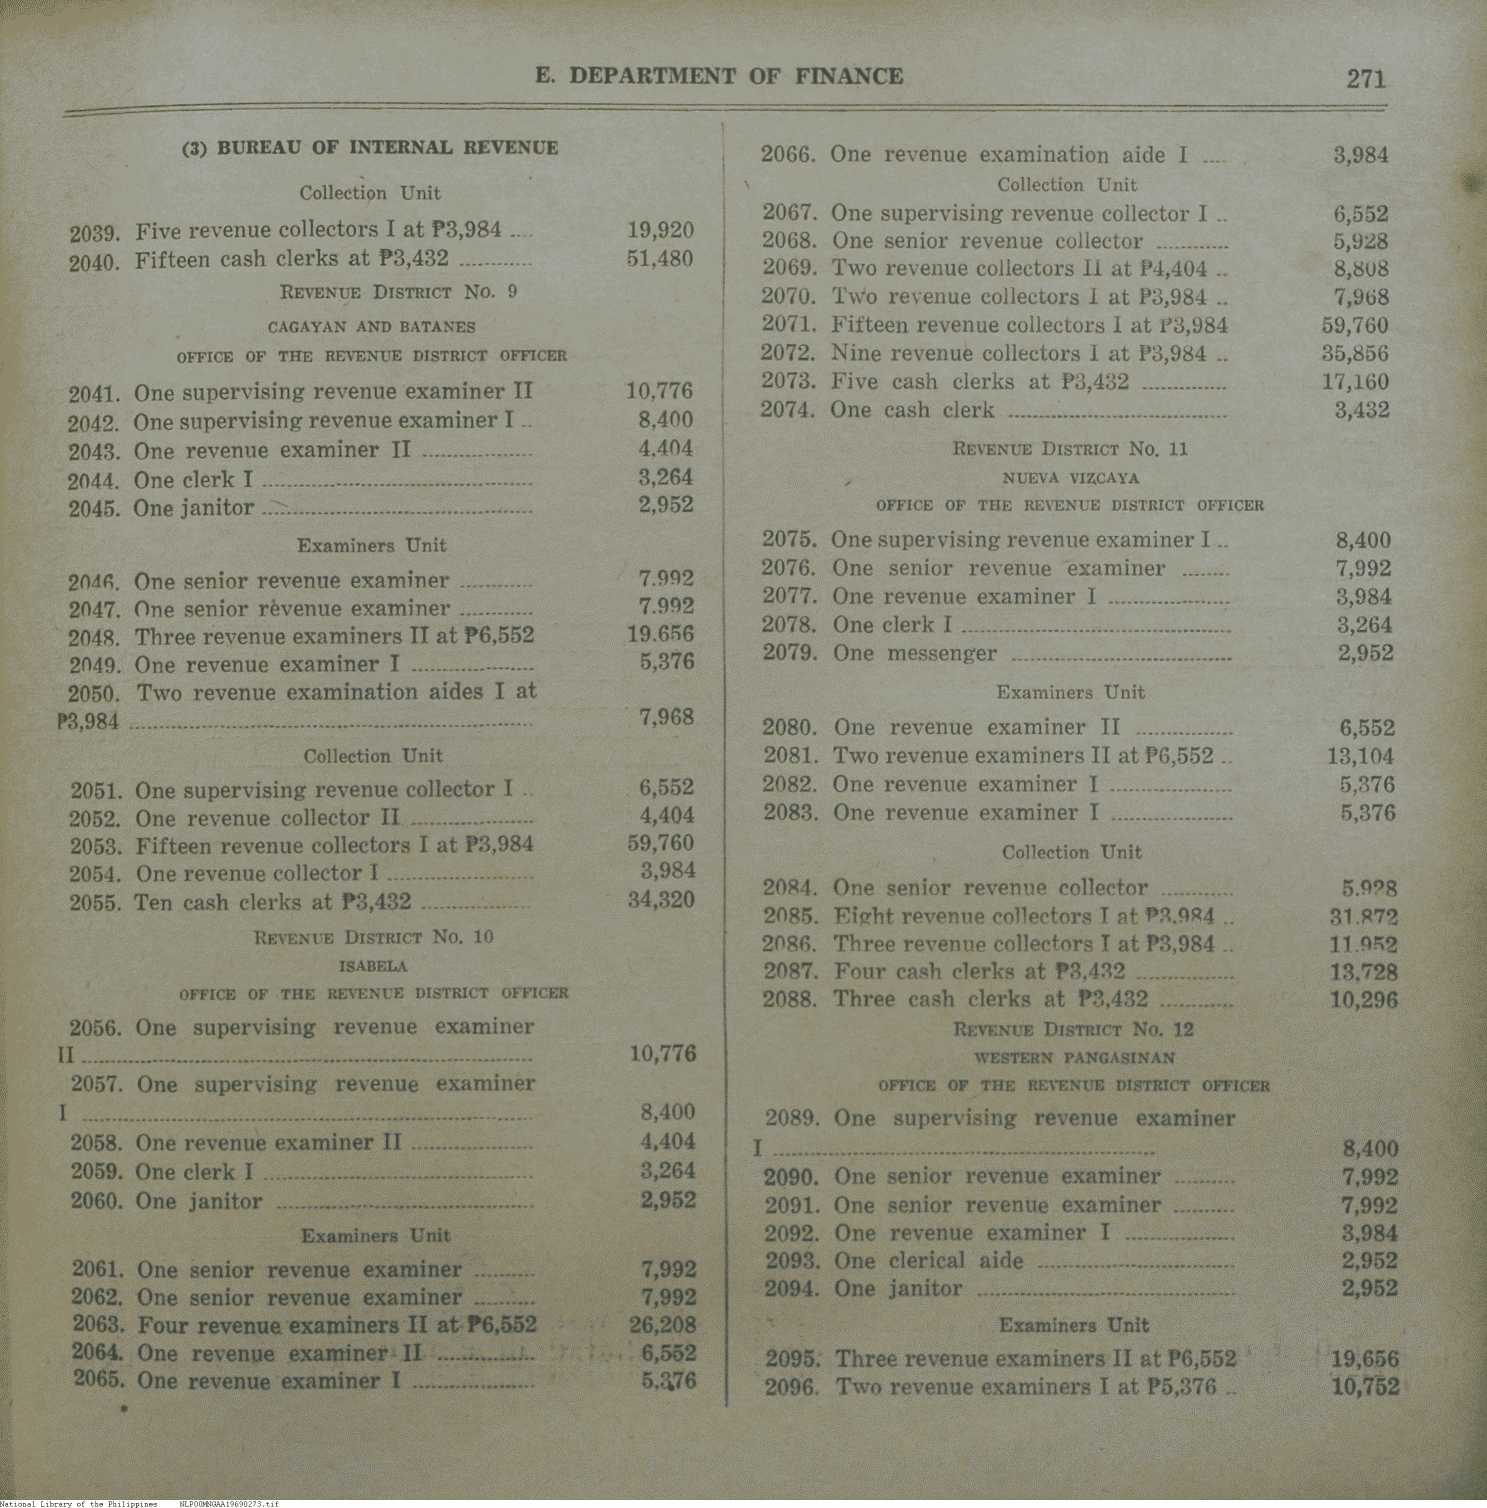 E. DEPARTMENT OF FINANCE 271
(3) BUREAU OF INTERNAL REVENUE
Collection Unit
2039. Five revenue collectors I at ₱3,984 .... 19,920
2040. Fifteen cash clerks at ₱3,432 ............ 51,480
REVENUE DISTRICT NO. 9
CAGAYAN AND BATANES
OFFICE OF THE REVENUE DISTRICT OFFICER
2041. One supervising revenue examiner II 10,776
2042. One supervising revenue examiner I .. 8,400
2043. One revenue examiner II .................. 4,404
2044. One clerk I ............................................ 3,264
2045. One janitor ............................................ 2,952
Examiners Unit
2046. One senior revenue examiner ............ 7.992
2047. One senior revenue examiner ............ 7.992
2048. Three revenue examiners II at ₱6,552 19.656
2049. One revenue examiner I .................... 5,376
2050. Two revenue examination aides I at
₱3,984 .................................................................. 7,968
Collection Unit
2051. One supervising revenue collector I .. 6,552
2052. One revenue collector II .................... 4,404
2053. Fifteen revenue collectors I at ₱3,984 59,760
2054. One revenue collector I ........................ 3,984
2055. Ten cash clerks at ₱3,432 .................. 34,320
REVENUE DISTRICT NO. 10
ISABELA
OFFICE OF THE REVENUE DISTRICT OFFICER
2056. One supervising revenue examiner
II .......................................................................... 10,776
2057. One supervising revenue examiner
I .......................................................................... 8,400
2058. One revenue examiner II .................... 4,404
2059. One clerk I ............................................ 3,264
2060. One janitor .......................................... 2,952
Examiners Unit
2061. One senior revenue examiner .......... 7,992
2062. One senior revenue examiner .......... 7,992
2063. Four revenue examiners II at ₱6,552 26,208
2064. One revenue examiner II ................ 6,552
2065. One revenue examiner I .................... 5,376
2066. One revenue examination aide I .... 3,984
Collection Unit
2067. One supervising revenue collector I .. 6,552
2068. One senior revenue collector ............ 5,928
2069. Two revenue collectors II at ₱4,404 .. 8,808
2070. Two revenue collectors I at ₱3,984 .. 7,968
2071. Fifteen revenue collectors I at ₱3,984 59,760
2072. Nine revenue collectors I at ₱3,984 .. 35,856
2073. Five cash clerks at ₱3,432 .............. 17,160
2074. One cash clerk .................................... 3,432
REVENUE DISTRICT NO. 11
NUEVA VIZCAYA
OFFICE OF THE REVENUE DISTRICT OFFICER
2075. One supervising revenue examiner I .. 8,400
2076. One senior revenue examiner ........ 7,992
2077. One revenue examiner I .................... 3,984
2078. One clerk I ............................................ 3,264
2079. One messenger .................................... 2,952
Examiners Unit
2080. One revenue examiner II ................ 6,552
2081. Two revenue examiners II at ₱6,552 .. 13,104
2082. One revenue examiner I .................... 5,376
2083. One revenue examiner I .................... 5,376
Collection Unit
2084. One senior revenue collector ............ 5.928
2085. Eight revenue collectors I at ₱3.984 .. 31.872
2086. Three revenue collectors I at ₱3,984 .. 11.952
2087. Four cash clerks at ₱3,432 ................ 13,728
2088. Three cash clerks at ₱3,432 ............ 10,296
REVENUE DISTRICT NO. 12
WESTERN PANGASINAN
OFFICE OF THE REVENUE DISTRICT OFFICER
2089. One supervising revenue examiner
I .............................................................. 8,400
2090. One senior revenue examiner .......... 7,992
2091. One senior revenue examiner .......... 7,992
2092. One revenue examiner I .................. 3,984
2093. One clerical aide ................................ 2,952
2094. One janitor .......................................... 2,952
Examiners Unit
2095. Three revenue examiners II at ₱6,552 19,656
2096. Two revenue examiners I at ₱5,376 .. 10,752
National Library of the Philippines NLP00MNGAA19690273.tif